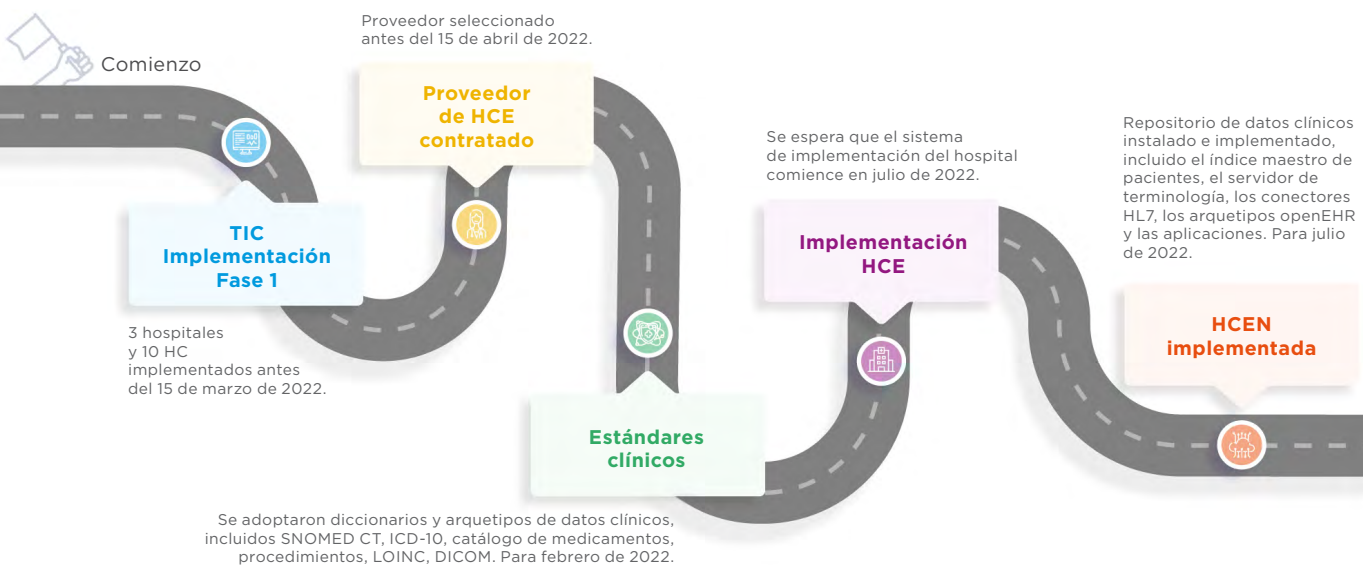 Comienzo
TIC
Implementación
Fase 1
3 hospitales
y 10 HC
implementados antes
del 15 de marzo de 2022.
Proveedor seleccionado
antes del 15 de abril de 2022.
Proveedor
de HCE
contratado
Estándares
clínicos
Se adoptaron diccionarios y arquetipos de datos clínicos,
incluidos SNOMED CT, ICD-10, catálogo de medicamentos,
procedimientos, LOINC, DICOM. Para febrero de 2022.
Se espera que el sistema
de implementación del hospital
comience en julio de 2022.
Implementación
HCE
Repositorio de datos clínicos
instalado e implementado,
incluido el índice maestro de
pacientes, el servidor de
terminología, los conectores
HL7, los arquetipos openEHR
y las aplicaciones. Para julio
de 2022.
HCEN
implementada